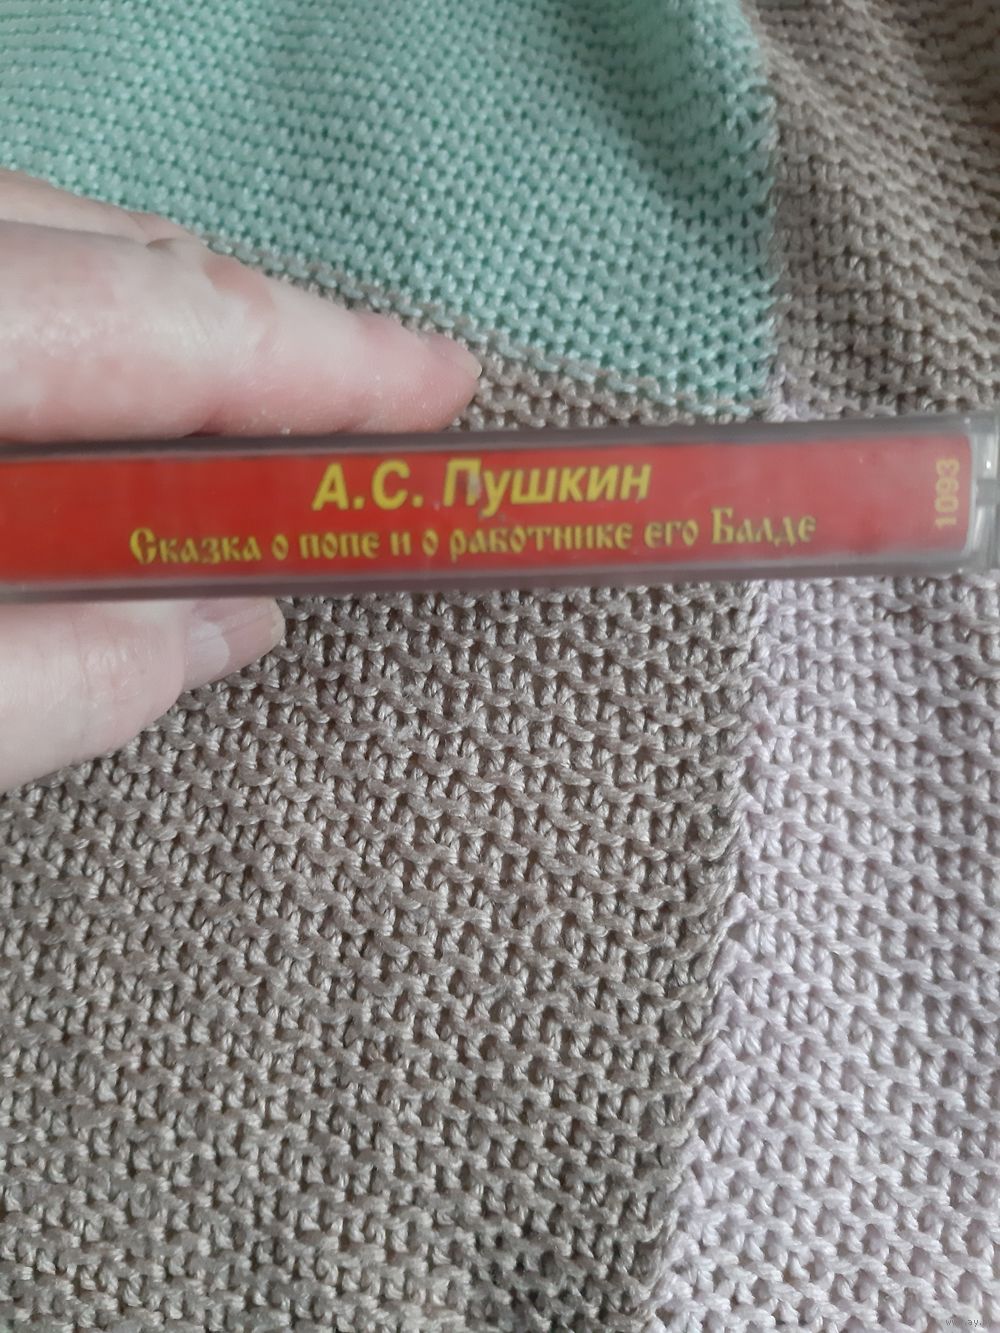 А.С. Пушкин
Сказка о попе и о работнике его Балде
1093